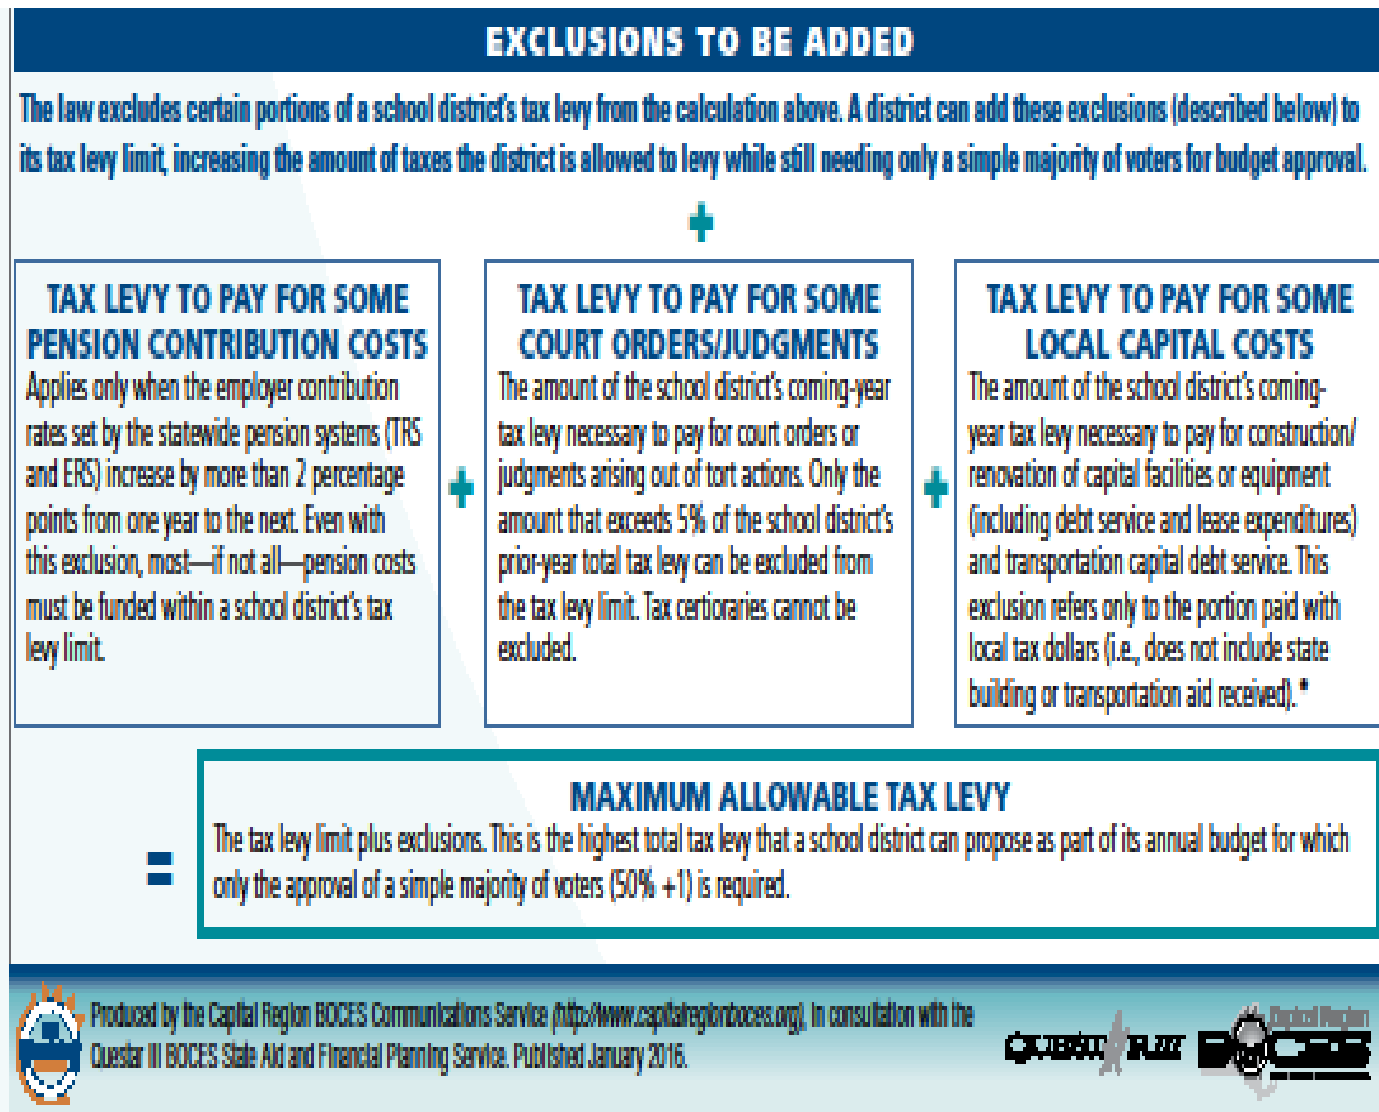 EXCLUSIONS TO BE ADDED
The law excludes certain portions of a school district's tax levy from the calculation above. A district can add these exclusions (described below) to
its tax levy limit, increasing the amount of taxes the district is allowed to levy while still needing only a simple majority of voters for budget approval.
+
TAX LEVY TO PAY FOR SOME
PENSION CONTRIBUTION COSTS
Applies only when the employer contribution
rates set by the statewide pension systems (TRS
and ERS) increase by more than 2 percentage
points from one year to the next. Even with
this exclusion, most—if not all—pension costs
must be funded within a school district's tax
levy limit.
+
TAX LEVY TO PAY FOR SOME
COURT ORDERS/JUDGMENTS
The amount of the school district's coming-year
tax levy necessary to pay for court orders or
judgments arising out of tort actions. Only the
amount that exceeds 5% of the school district's
prior-year total tax levy can be excluded from
the tax levy limit. Tax certioraries cannot be
excluded.
+
TAX LEVY TO PAY FOR SOME
LOCAL CAPITAL COSTS
The amount of the school district's coming-
year tax levy necessary to pay for construction/
renovation of capital facilities or equipment
(including debt service and lease expenditures)
and transportation capital debt service. This
exclusion refers only to the portion paid with
local tax dollars (i.e., does not include state
building or transportation aid received).*
=
MAXIMUM ALLOWABLE TAX LEVY
The tax levy limit plus exclusions. This is the highest total tax levy that a school district can propose as part of its annual budget for which
only the approval of a simple majority of voters (50% +1) is required.
Produced by the Capital Region BOCES Communications Service (http://www.capitalregionboces.org), in consultation with the
Questar III BOCES State Aid and Financial Planning Service. Published January 2016.
QUESTAR III
Capital Region
BOCES